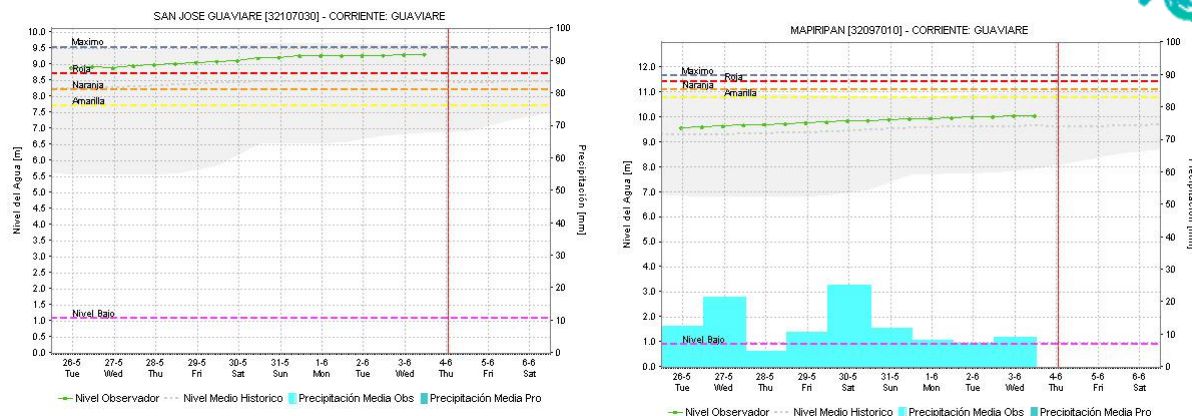 SAN JOSE GUAVIARE [32107030] - CORRIENTE: GUAVIARE
Nivel del Agua [m]
10.0
9.5
9.0
8.5
8.0
7.5
7.0
6.5
6.0
5.5
5.0
4.5
4.0
3.5
3.0
2.5
2.0
1.5
1.0
0.5
0.0
Maximo
Roja
Naranja
Amarilla
Nivel Bajo
100
90
80
70
60
50
40
30
20
10
0
Precipitación [mm]
26-5 27-5 28-5 29-5 30-5 31-5 1-6 2-6 3-6 4-6 5-6 6-6
Tue Wed Thu Fri Sat Sun Mon Tue Wed Thu Fri Sat
Nivel Observador Nivel Medio Historico Precipitación Media Obs Precipitación Media Pro
MAPIRIPAN [32097010] - CORRIENTE: GUAVIARE
Nivel del Agua [m]
12.0
11.0
10.0
9.0
8.0
7.0
6.0
5.0
4.0
3.0
2.0
1.0
0.0
Maximo
Roja
Naranja
Amarilla
Nivel Bajo
100
90
80
70
60
50
40
30
20
10
0
Precipitación [mm]
26-5 27-5 28-5 29-5 30-5 31-5 1-6 2-6 3-6 4-6 5-6 6-6
Tue Wed Thu Fri Sat Sun Mon Tue Wed Thu Fri Sat
Nivel Observador Nivel Medio Historico Precipitación Media Obs Precipitación Media Pro